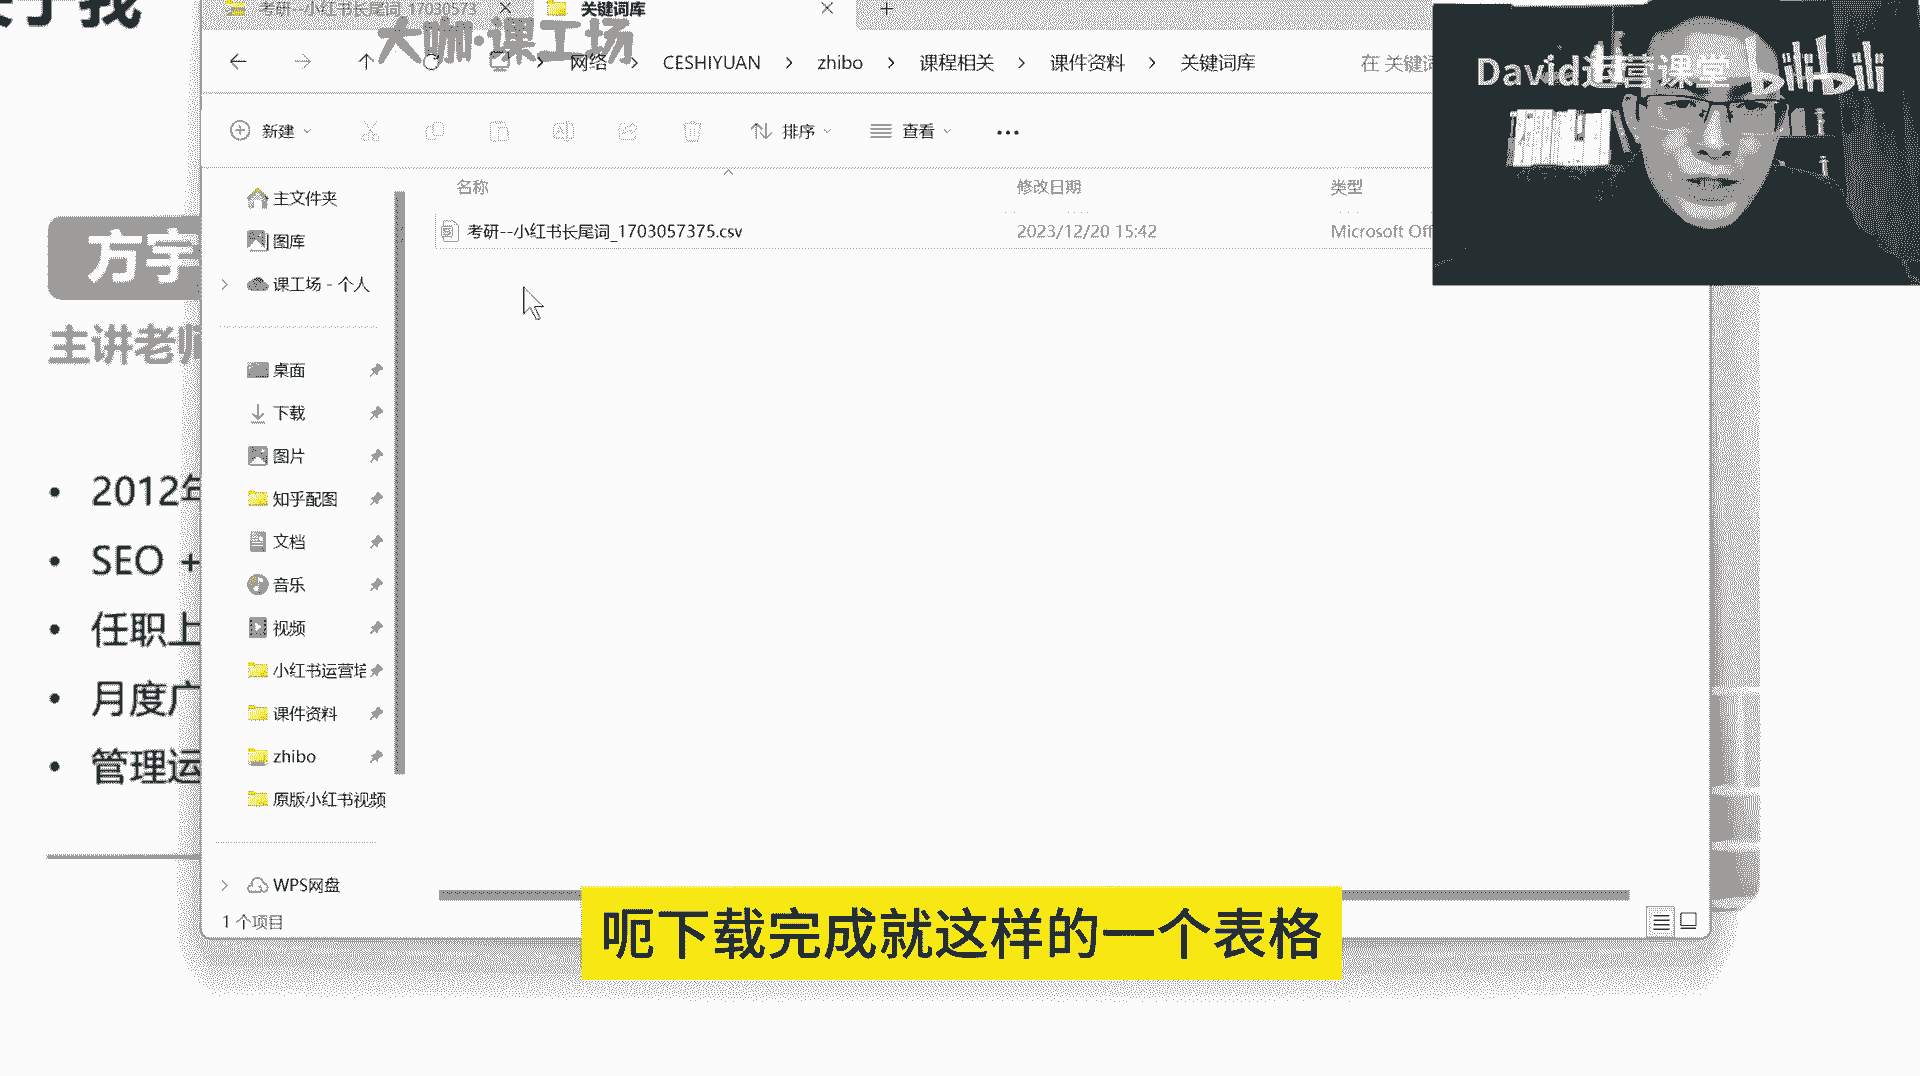 关于我
考研--小红书长尾词_17030573
关键词库
大咖·课工场
网络 > CESHIYUAN > zhibo > 课程相关 > 课件资料 > 关键词库
在 关键词
David运营课堂 bilibili
新建
排序
查看
名称
修改日期
类型
考研--小红书长尾词_1703057375.csv
2023/12/20 15:42
Microsoft Off
主文件夹
图库
课工场 - 个人
桌面
下载
图片
知乎配图
文档
音乐
视频
小红书运营培
课件资料
zhibo
原版小红书视频
WPS网盘
1 个项目
方宇
主讲老师
• 2012年
• SEO +
• 任职上
• 月度广
• 管理运
呃下载完成就这样的一个表格